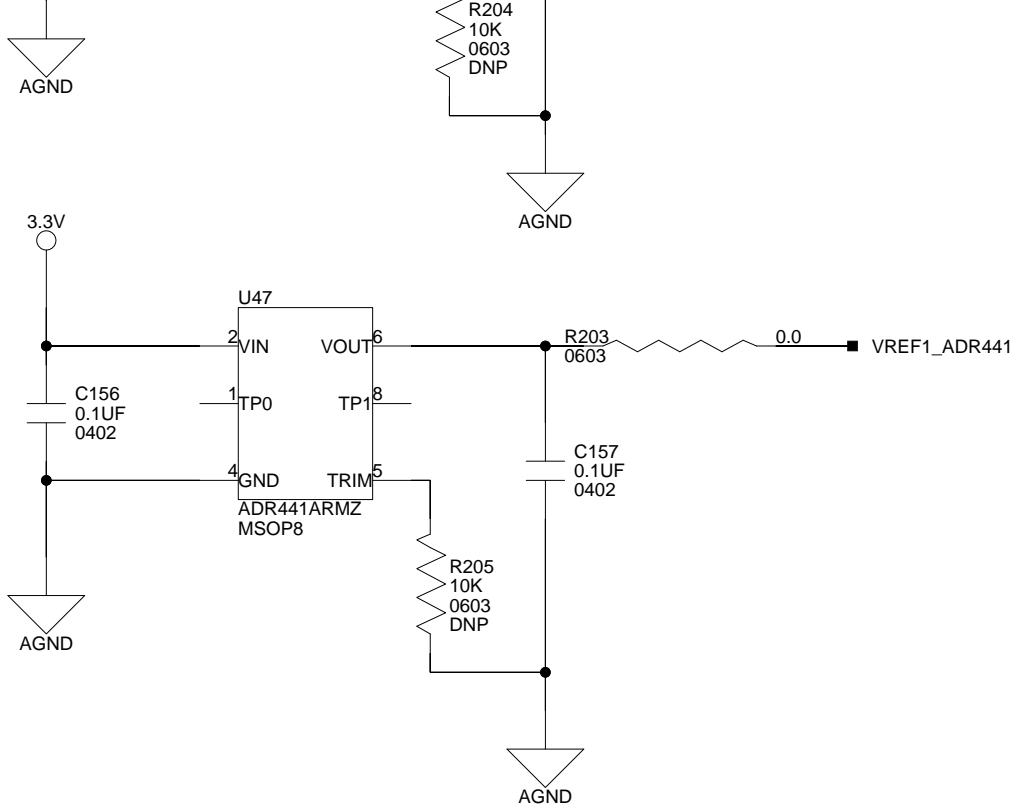 R204
10K
0603
DNP
AGND
AGND
3.3V
U47
2 VIN
VOUT 6
1 TP0
TP1 8
4 GND
TRIM 5
ADR441ARMZ
MSOP8
C156
0.1UF
0402
R203
0603
0.0
VREF1_ADR441
C157
0.1UF
0402
R205
10K
0603
DNP
AGND
AGND